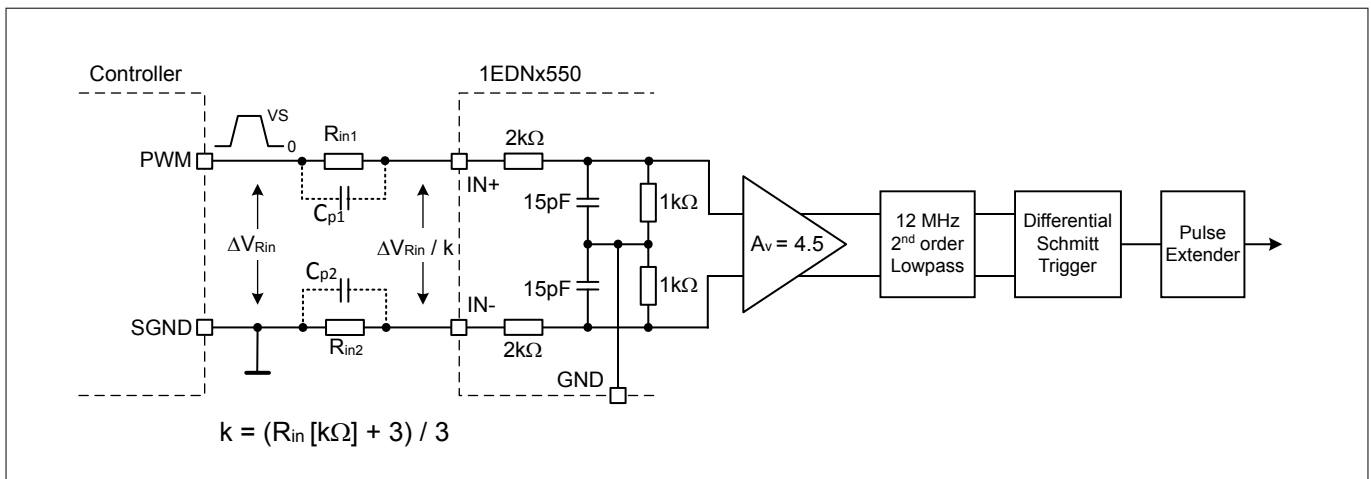 Controller
1EDNx550
VS
0
Rin1
2kΩ
PWM
IN+
Cp1
15pF
1kΩ
ΔVRin
ΔVRin / k
Av = 4.5
12 MHz
2nd order
Lowpass
Differential
Schmitt
Trigger
Pulse
Extender
Cp2
15pF
1kΩ
IN-
SGND
Rin2
2kΩ
GND
k = (Rin [kΩ] + 3) / 3